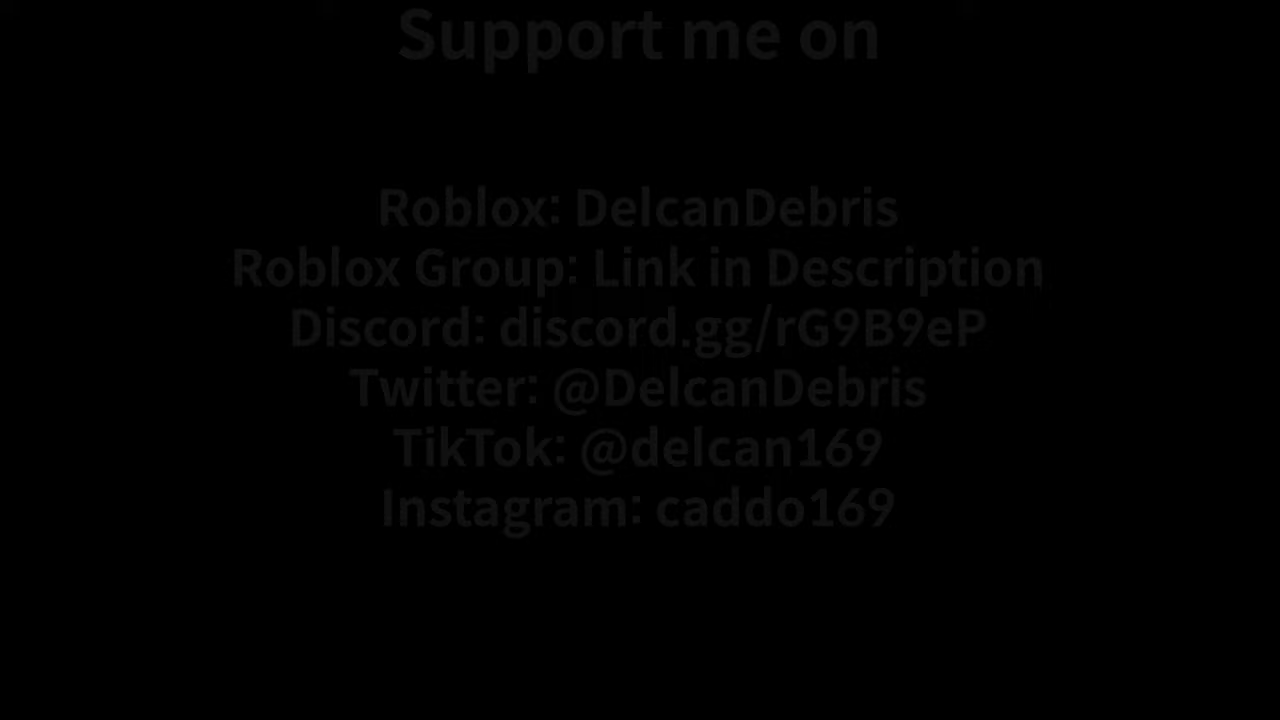 Support me on
Roblox: DelcanDebris
Roblox Group: Link in Description
Discord: discord.gg/rG9B9eP
Twitter: @DelcanDebris
TikTok: @delcan169
Instagram: caddo169